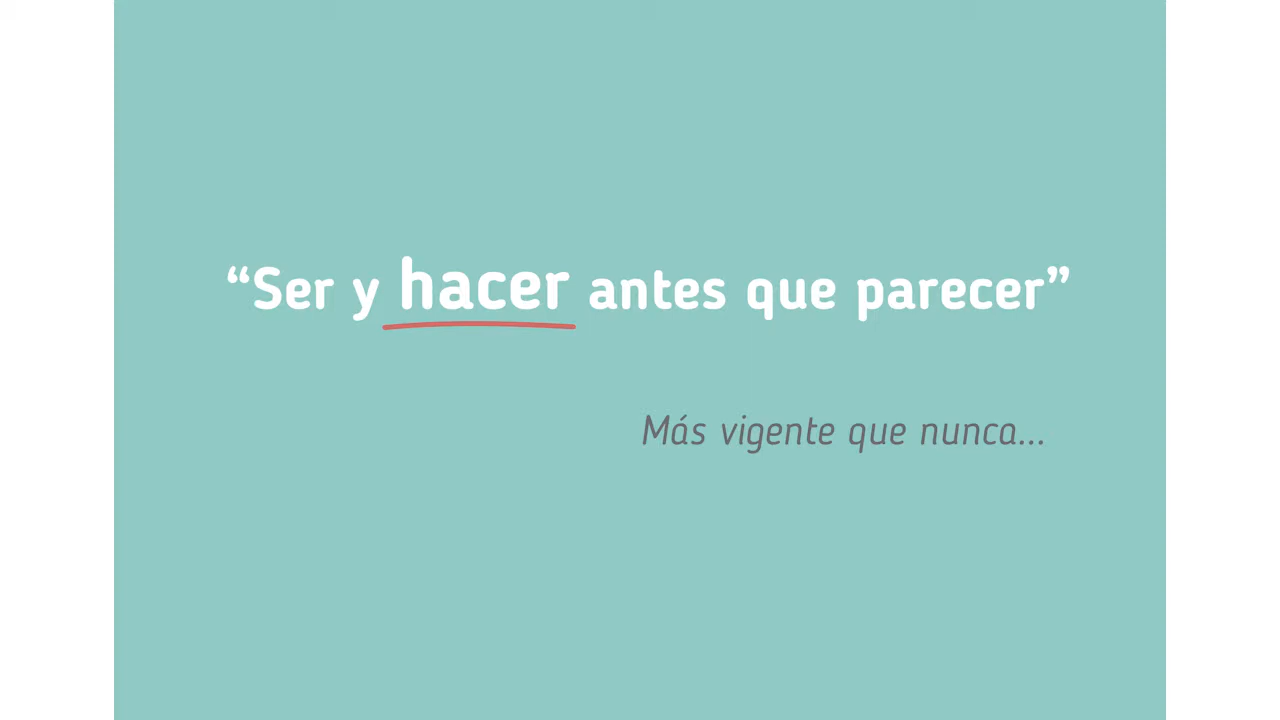 “Ser y hacer antes que parecer”
Más vigente que nunca...